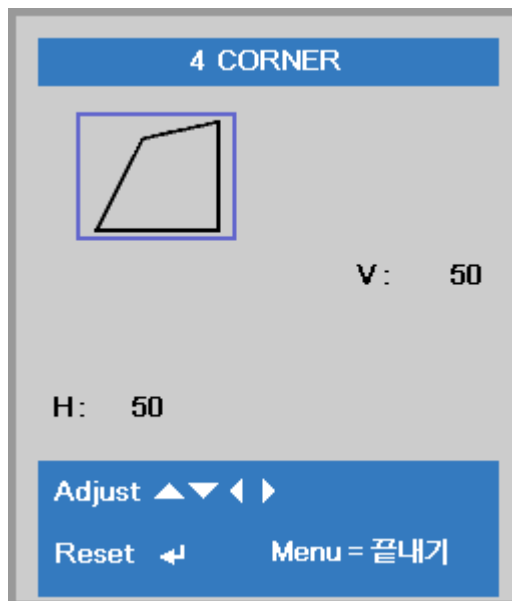 4 CORNER
V: 50
H: 50
Adjust
Reset Menu = 끝내기